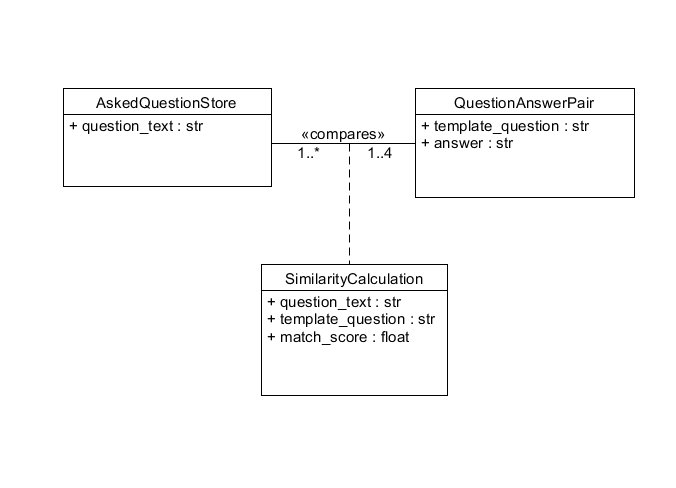 AskedQuestionStore
+ question_text : str
«compares»
1..*
1..4
QuestionAnswerPair
+ template_question : str
+ answer : str
SimilarityCalculation
+ question_text : str
+ template_question : str
+ match_score : float